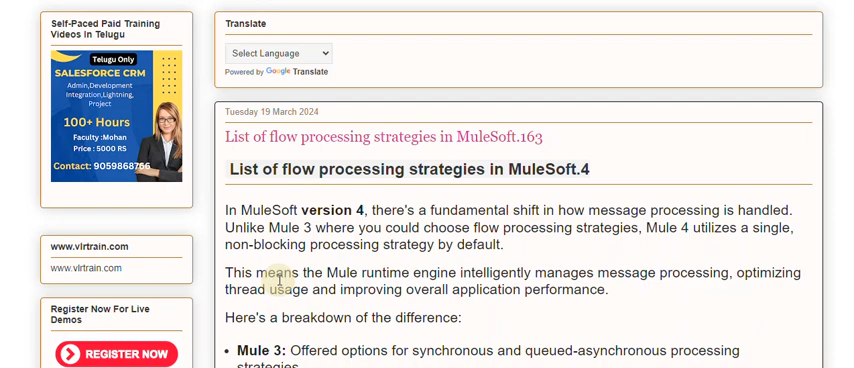 Self-Paced Paid Training
Videos In Telugu
Telugu Only
SALESFORCE CRM
Admin,Development
Integration,Lightning,
Project
100+ Hours
Faculty :Mohan
Price : 5000 RS
Contact: 9059868766
www.vlrtrain.com
www.vlrtrain.com
Register Now For Live
Demos
REGISTER NOW
Translate
Select Language
Powered by Google Translate
Tuesday 19 March 2024
List of flow processing strategies in MuleSoft.163
List of flow processing strategies in MuleSoft.4
In MuleSoft version 4, there's a fundamental shift in how message processing is handled.
Unlike Mule 3 where you could choose flow processing strategies, Mule 4 utilizes a single,
non-blocking processing strategy by default.
This means the Mule runtime engine intelligently manages message processing, optimizing
thread usage and improving overall application performance.
Here's a breakdown of the difference:
• Mule 3: Offered options for synchronous and queued-asynchronous processing
strategies.